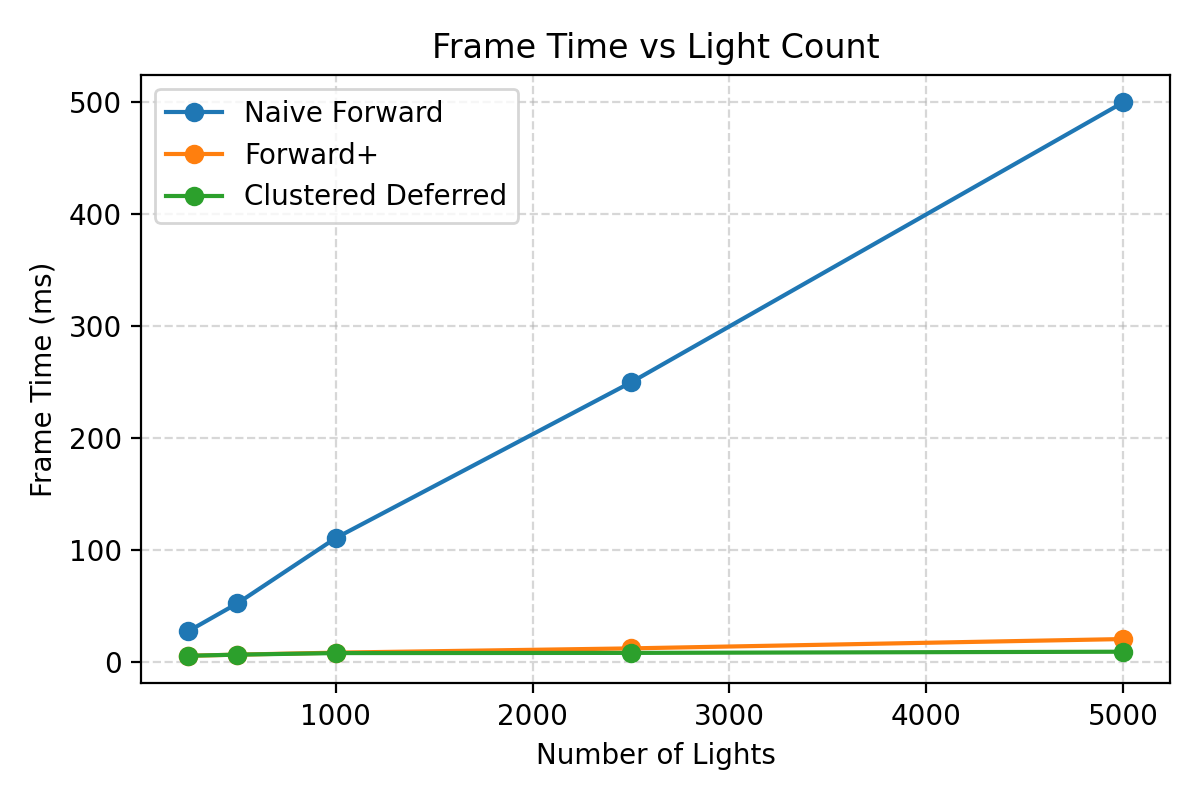 Frame Time vs Light Count
Naive Forward
Forward+
Clustered Deferred
Frame Time (ms)
500
400
300
200
100
0
1000 2000 3000 4000 5000
Number of Lights